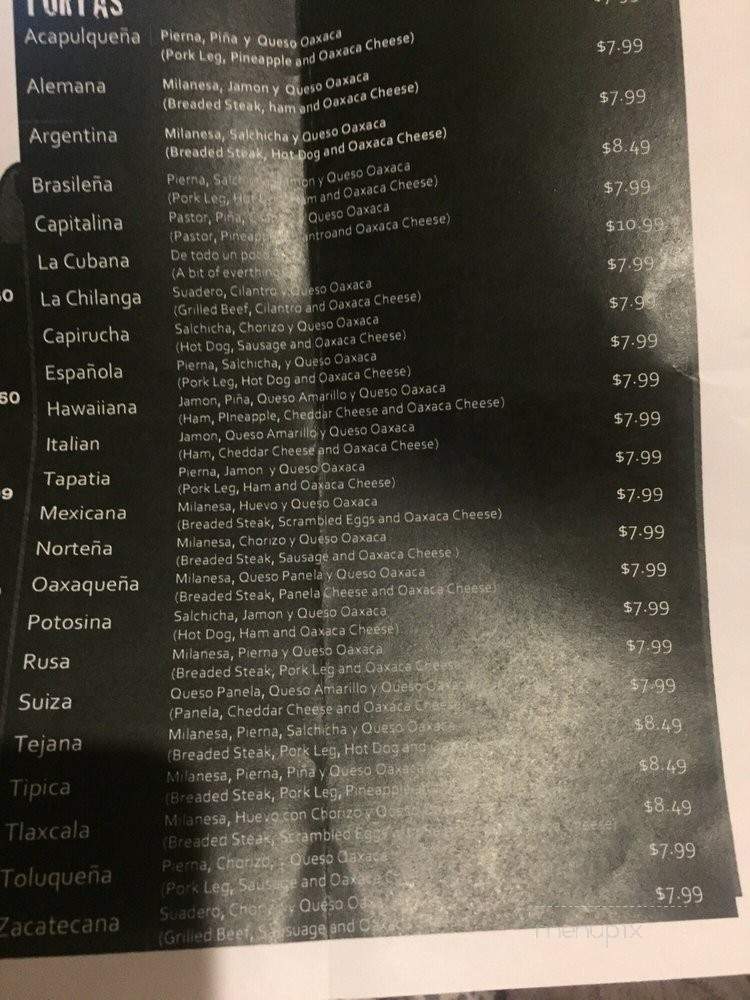 TORTAS
Acapulqueña Pierna, Piña y Queso Oaxaca $7.99
(Pork Leg, Pineapple and Oaxaca Cheese)
Alemana Milanesa, Jamon y Queso Oaxaca $7.99
(Breaded Steak, ham and Oaxaca Cheese)
Argentina Milanesa, Salchicha y Queso Oaxaca $7.99
(Breaded Steak, Hot Dog and Oaxaca Cheese)
Brasileña Pierna, y Queso Oaxaca $8.49
(Pork Leg, and Oaxaca Cheese)
Capitalina Pastor, Piña, Queso Oaxaca $7.99
(Pastor, Oaxaca Cheese)
La Cubana De todo un poco $10.99
(A bit of everthing
La Chilanga Suadero, Cilantro y Queso Oaxaca $7.99
(Grilled Beef, Cilantro and Oaxaca Cheese)
Capirucha Salchicha, Chorizo y Queso Oaxaca $7.99
(Hot Dog, Sausage and Oaxaca Cheese)
Española Pierna, Salchicha, y Queso Oaxaca $7.99
(Pork Leg, Hot Dog and Oaxaca Cheese)
Hawaiiana Jamon, Piña, Queso Amarillo y Queso Oaxaca $7.99
(Ham, PIneapple, Cheddar Cheese and Oaxaca Cheese)
Italian Jamon, Queso Amarillo y Queso Oaxaca $7.99
(Ham, Cheddar Cheese and Oaxaca Cheese)
Tapatia Pierna, Jamon y Queso Oaxaca $7.99
(Pork Leg, Ham and Oaxaca Cheese)
Mexicana Milanesa, Huevo y Queso Oaxaca $7.99
(Breaded Steak, Scrambled Eggs and Oaxaca Cheese)
Norteña Milanesa, Chorizo y Queso Oaxaca $7.99
(Breaded Steak, Sausage and Oaxaca Cheese )
Oaxaqueña Milanesa, Queso Panela y Queso Oaxaca $7.99
(Breaded Steak, Panela Cheese and Oaxaca Cheese)
Potosina Salchicha, Jamon y Queso Oaxaca $7.99
(Hot Dog, Ham and Oaxaca Cheese)
Rusa Milanesa, Pierna y Queso Oaxaca $7.99
(Breaded Steak, Pork Leg and Oaxaca Cheese
Suiza Queso Panela, Queso Amarillo y Queso Oaxaca $7.99
(Panela, Cheddar Cheese and Oaxaca Cheese
Tejana Milanesa, Pierna, Salchicha y Queso Oaxaca $8.49
(Breaded Steak, Pork Leg, Hot Dog and
Tipica Milanesa, Pierna, Piña y Queso Oaxaca $8.49
(Breaded Steak, Pork Leg, Pineapple
Tlaxcala Milanesa, Huevo con Chorizo y $8.49
(Breaded Steak, Scrambled Eggs Cheese)
Toluqueña Pierna, Chorizo, y Queso Oaxaca $7.99
(Pork Leg, Sausage and Oaxaca
Zacatecana Suadero, Chorizo y Queso $7.99
(Grilled Beef, and
menupix